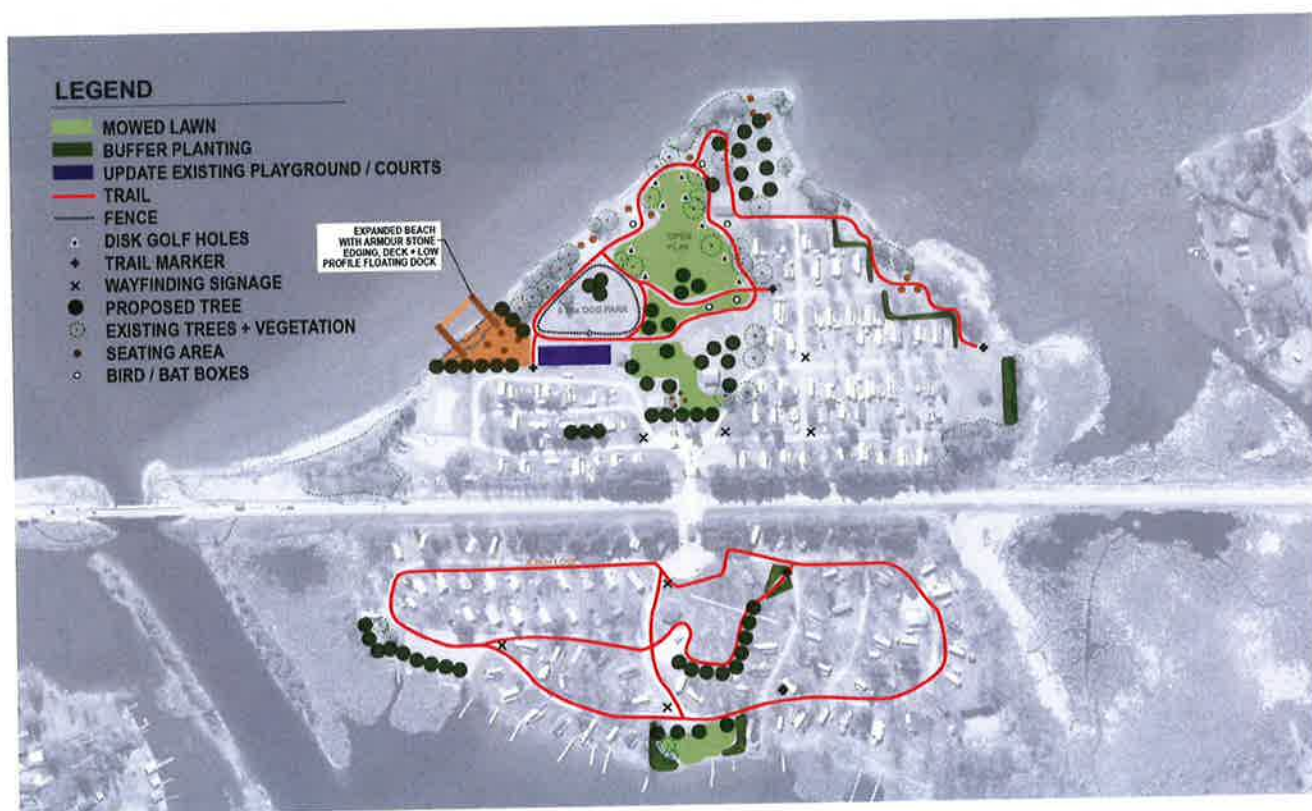 LEGEND
MOWED LAWN
BUFFER PLANTING
UPDATE EXISTING PLAYGROUND / COURTS
TRAIL
FENCE
DISK GOLF HOLES
TRAIL MARKER
WAYFINDING SIGNAGE
PROPOSED TREE
EXISTING TREES + VEGETATION
SEATING AREA
BIRD / BAT BOXES
EXPANDED BEACH
WITH ARMOUR STONE
EDGING, DECK + LOW
PROFILE FLOATING DOCK
OPEN
PLAY
DOG PARK